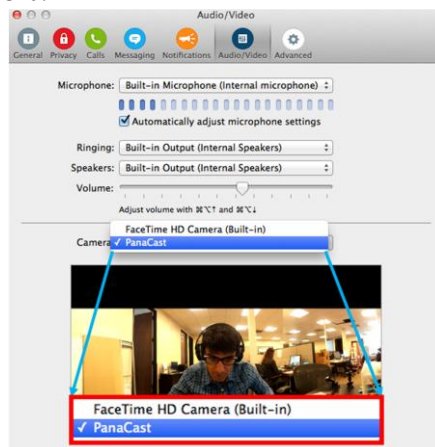 Audio/Video
General Privacy Calls Messaging Notifications Audio/Video Advanced
Microphone: Built-in Microphone (Internal microphone)
Automatically adjust microphone settings
Ringing: Built-in Output (Internal Speakers)
Speakers: Built-in Output (Internal Speakers)
Volume:
Adjust volume with ⌘⌥↑ and ⌘⌥↓
FaceTime HD Camera (Built-in)
Camera ✓ PanaCast
FaceTime HD Camera (Built-in)
✓ PanaCast